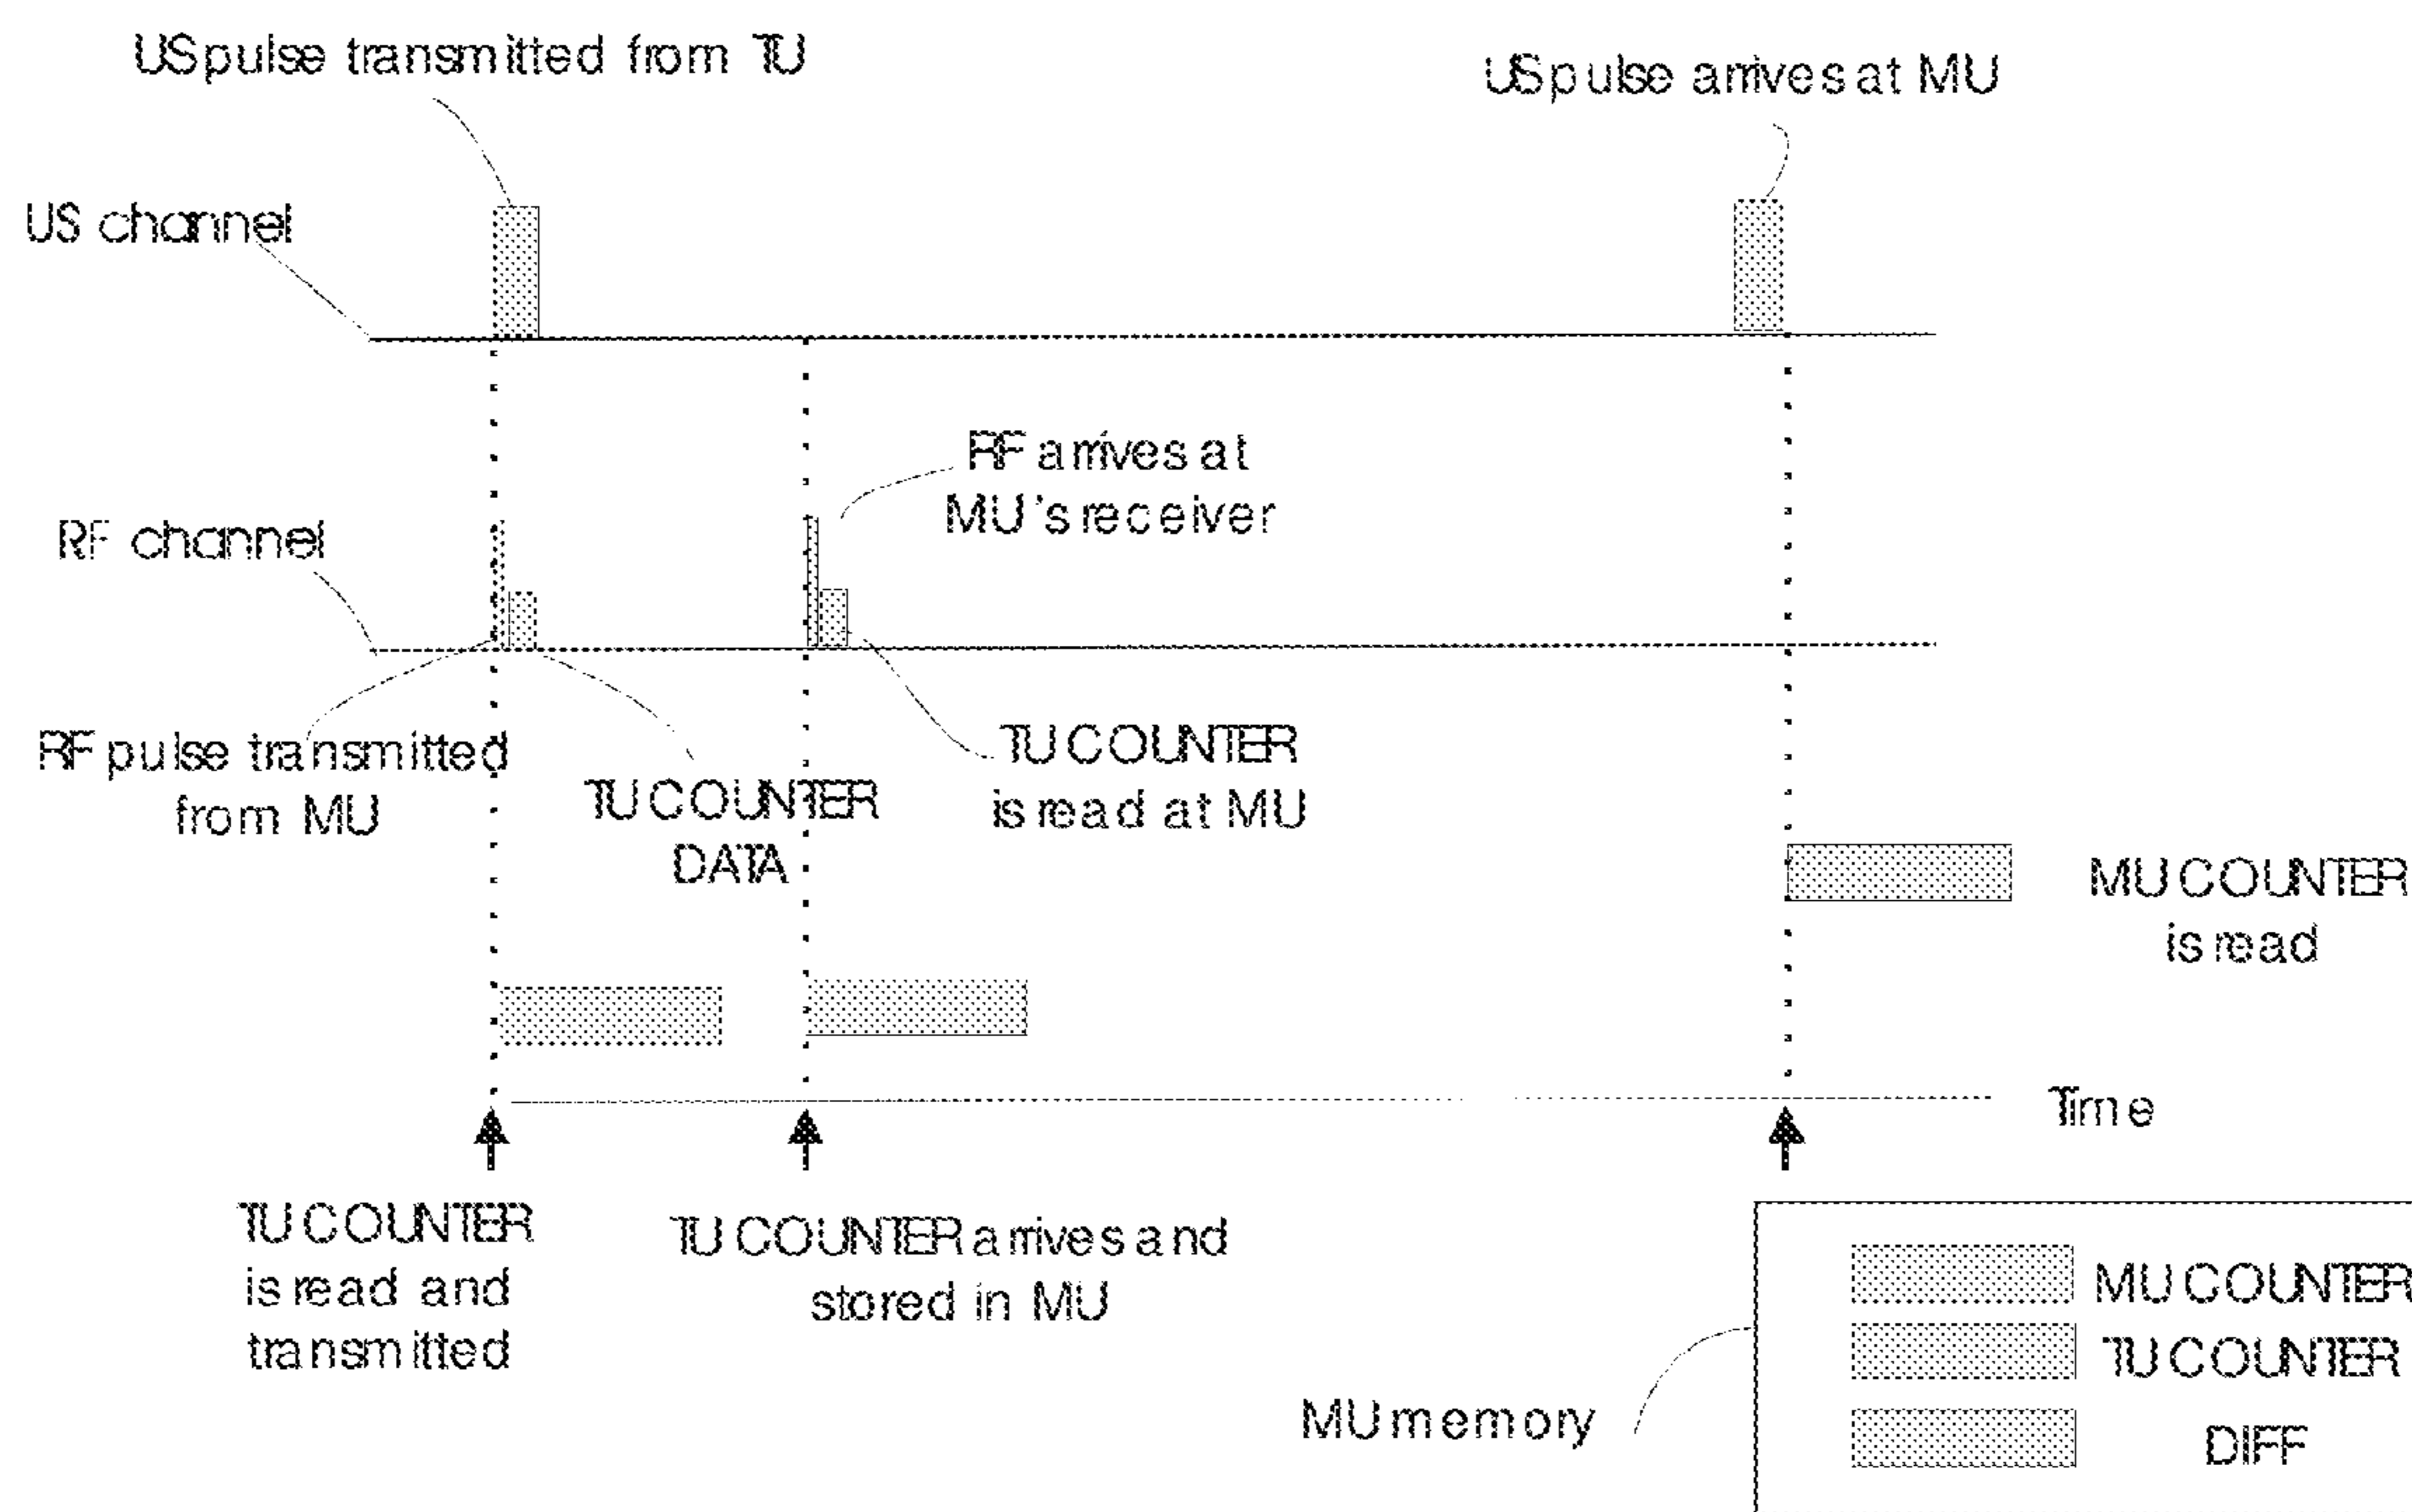 US pulse transmitted from TU
US pulse arrives at MU
US channel
RF arrives at
MU's receiver
RF channel
RF pulse transmitted
from MU
TU COUNTER
DATA
TU COUNTER
is read at MU
MU COUNTER
is read
Time
TU COUNTER
is read and
transmitted
TU COUNTER arrives and
stored in MU
MU COUNTER
TU COUNTER
DIFF
MU memory